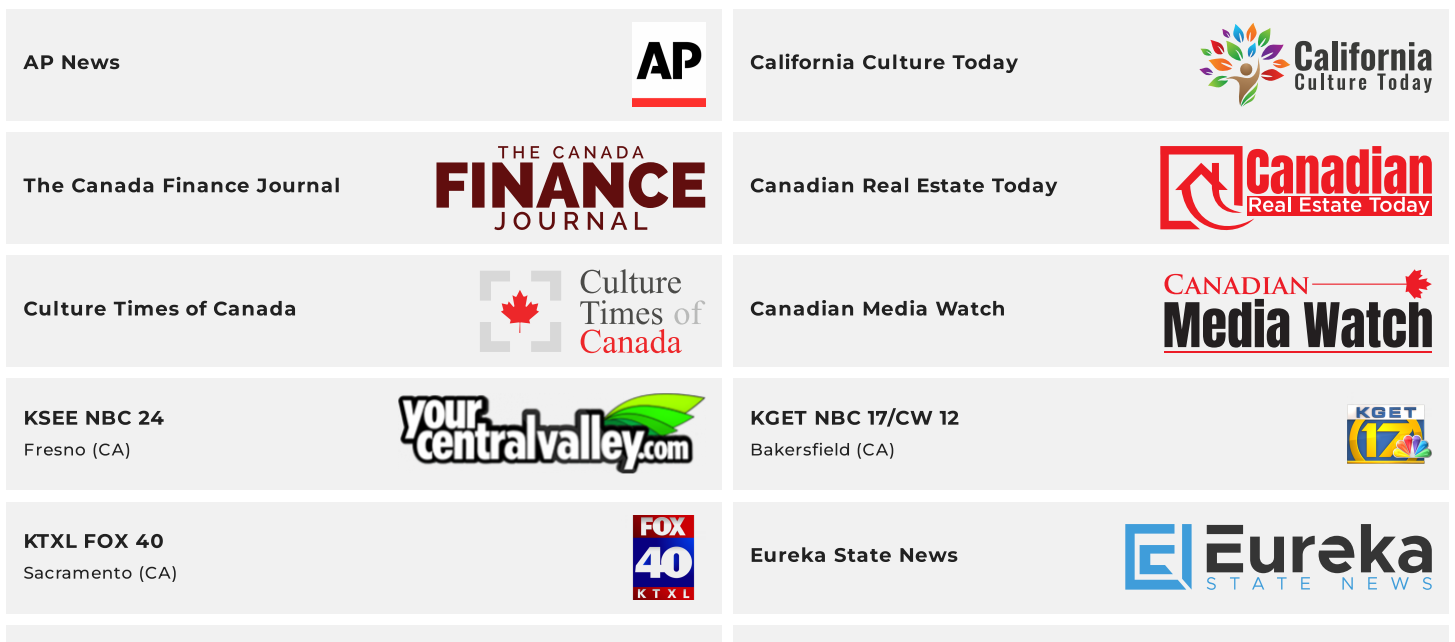 AP News
AP
California Culture Today
California
Culture Today
The Canada Finance Journal
THE CANADA
FINANCE
JOURNAL
Canadian Real Estate Today
Canadian
Real Estate Today
Culture Times of Canada
Culture
Times of
Canada
Canadian Media Watch
CANADIAN
Media Watch
KSEE NBC 24
Fresno (CA)
your
centralvalley.com
KGET NBC 17/CW 12
Bakersfield (CA)
KGET
17
KTXL FOX 40
Sacramento (CA)
FOX
40
KTXL
Eureka State News
Eureka
STATE NEWS